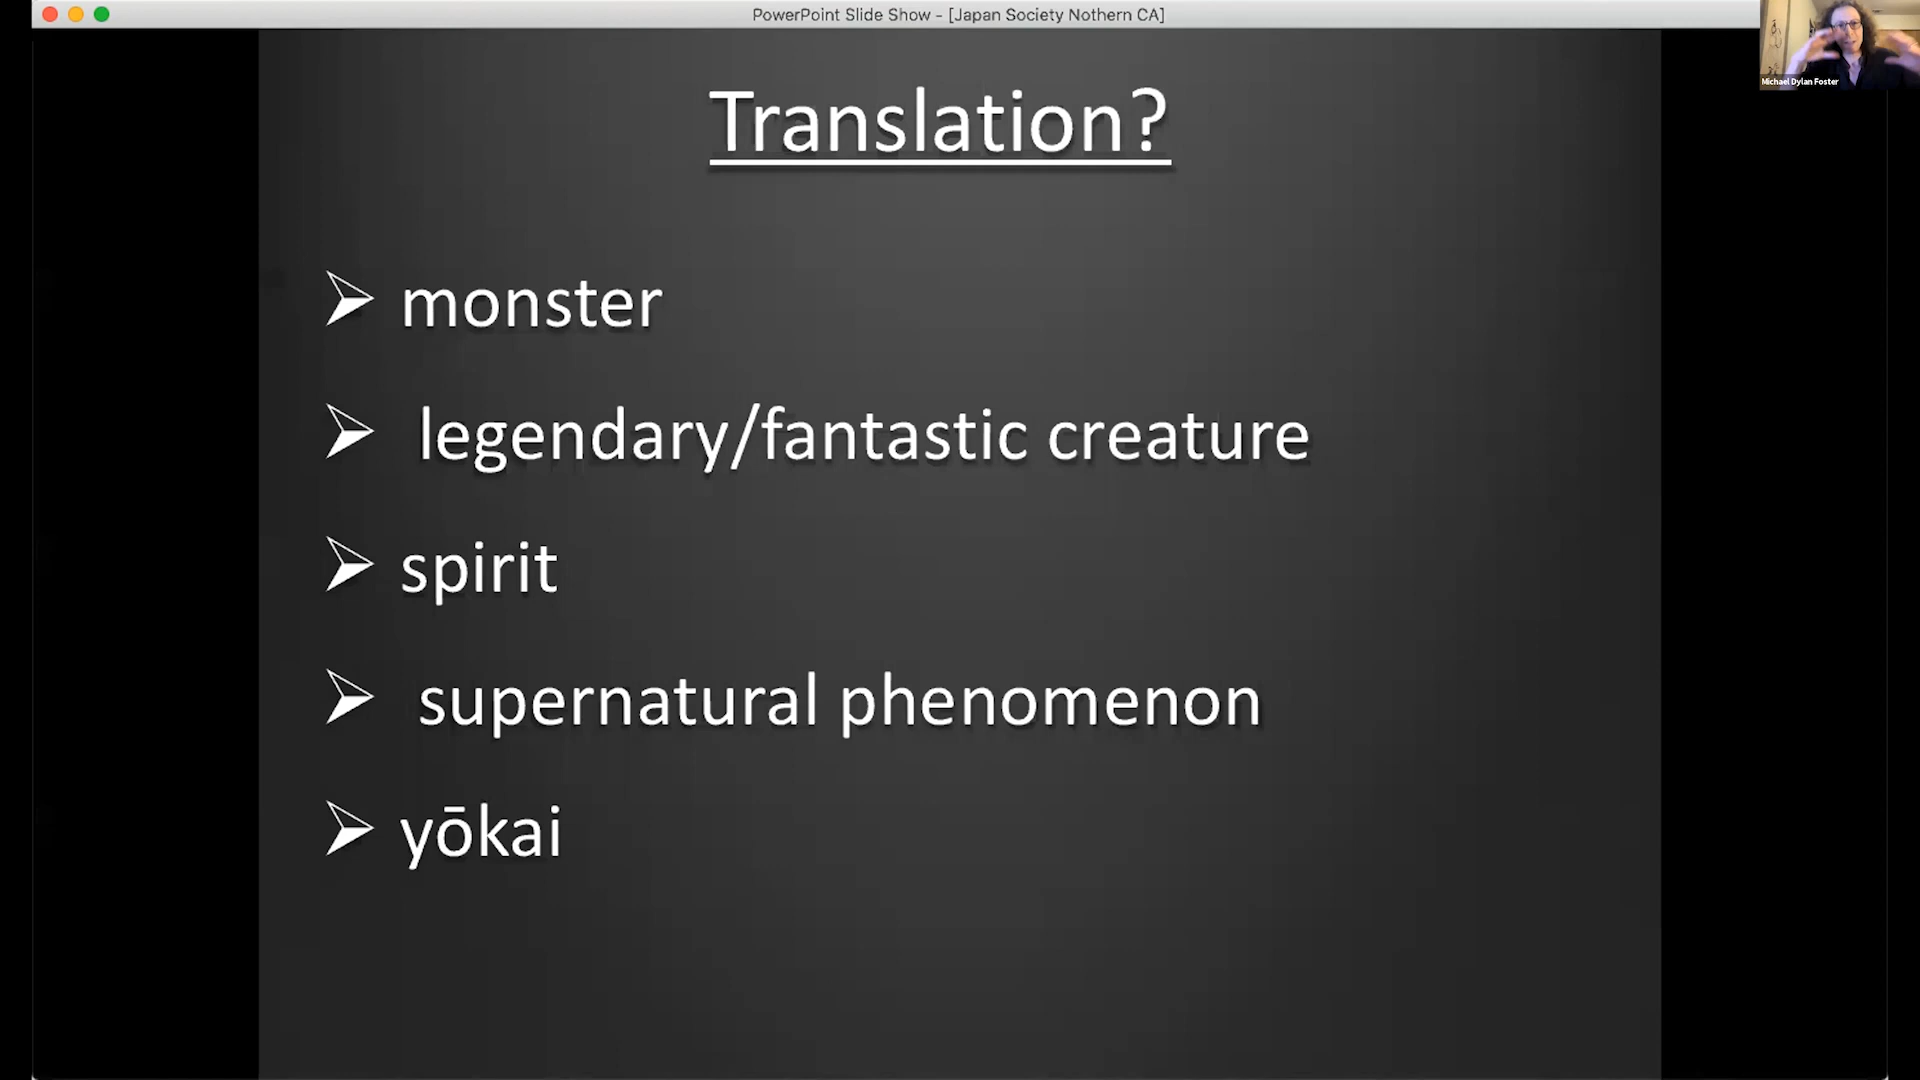 PowerPoint Slide Show - [Japan Society Nothern CA]
Michael Dylan Foster
Translation?
monster
legendary/fantastic creature
spirit
supernatural phenomenon
yōkai